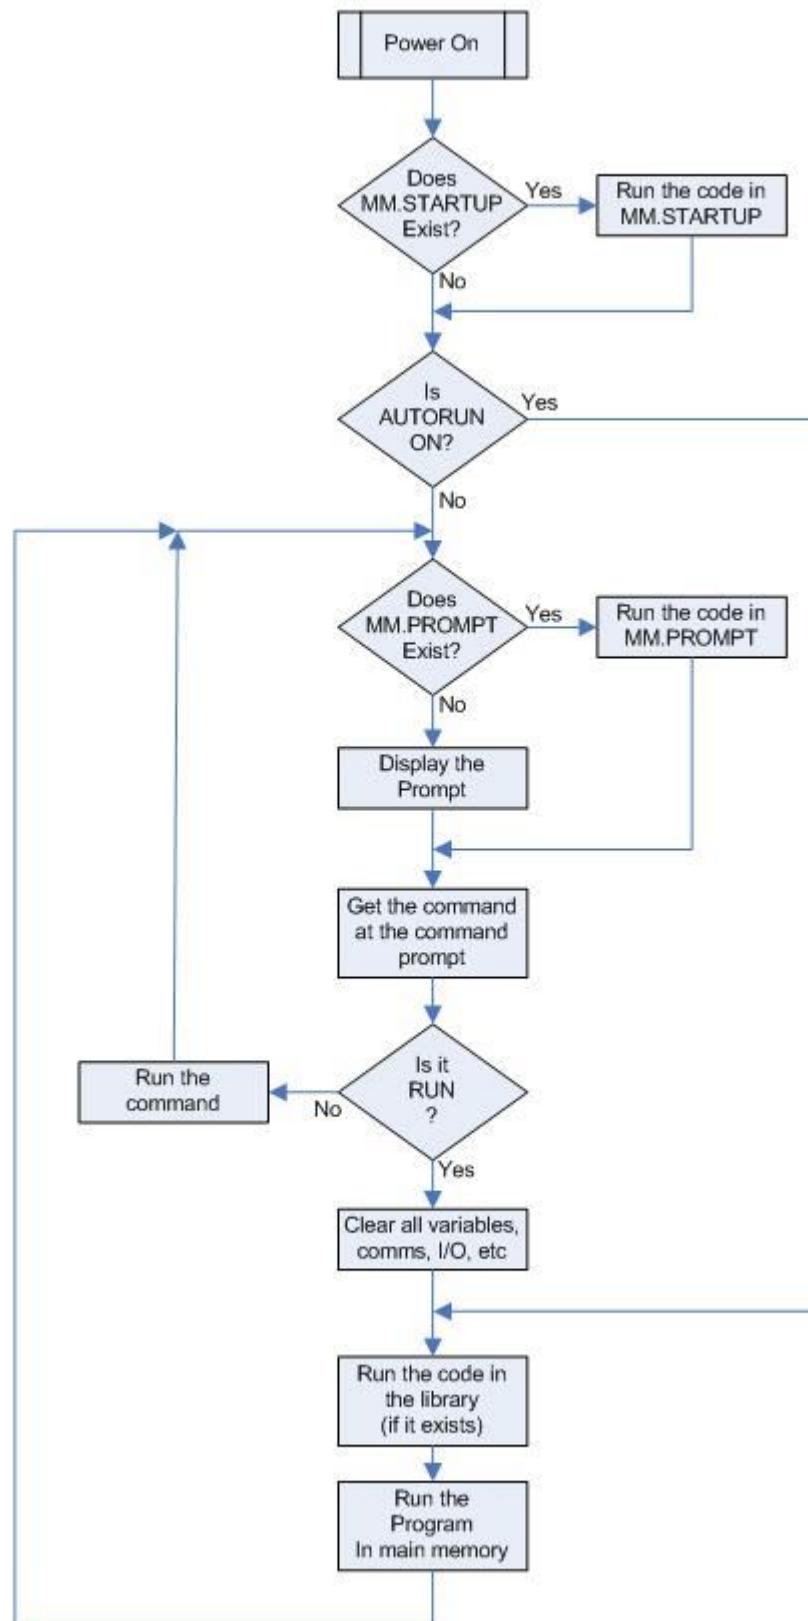 Power On
Does
MM.STARTUP
Exist?
Yes
Run the code in
MM.STARTUP
No
Is
AUTORUN
ON?
Yes
No
Does
MM.PROMPT
Exist?
Yes
Run the code in
MM.PROMPT
No
Display the
Prompt
Get the command
at the command
prompt
Is it
RUN
?
No
Run the
command
Yes
Clear all variables,
comms, I/O, etc
Run the code in
the library
(if it exists)
Run the
Program
In main memory